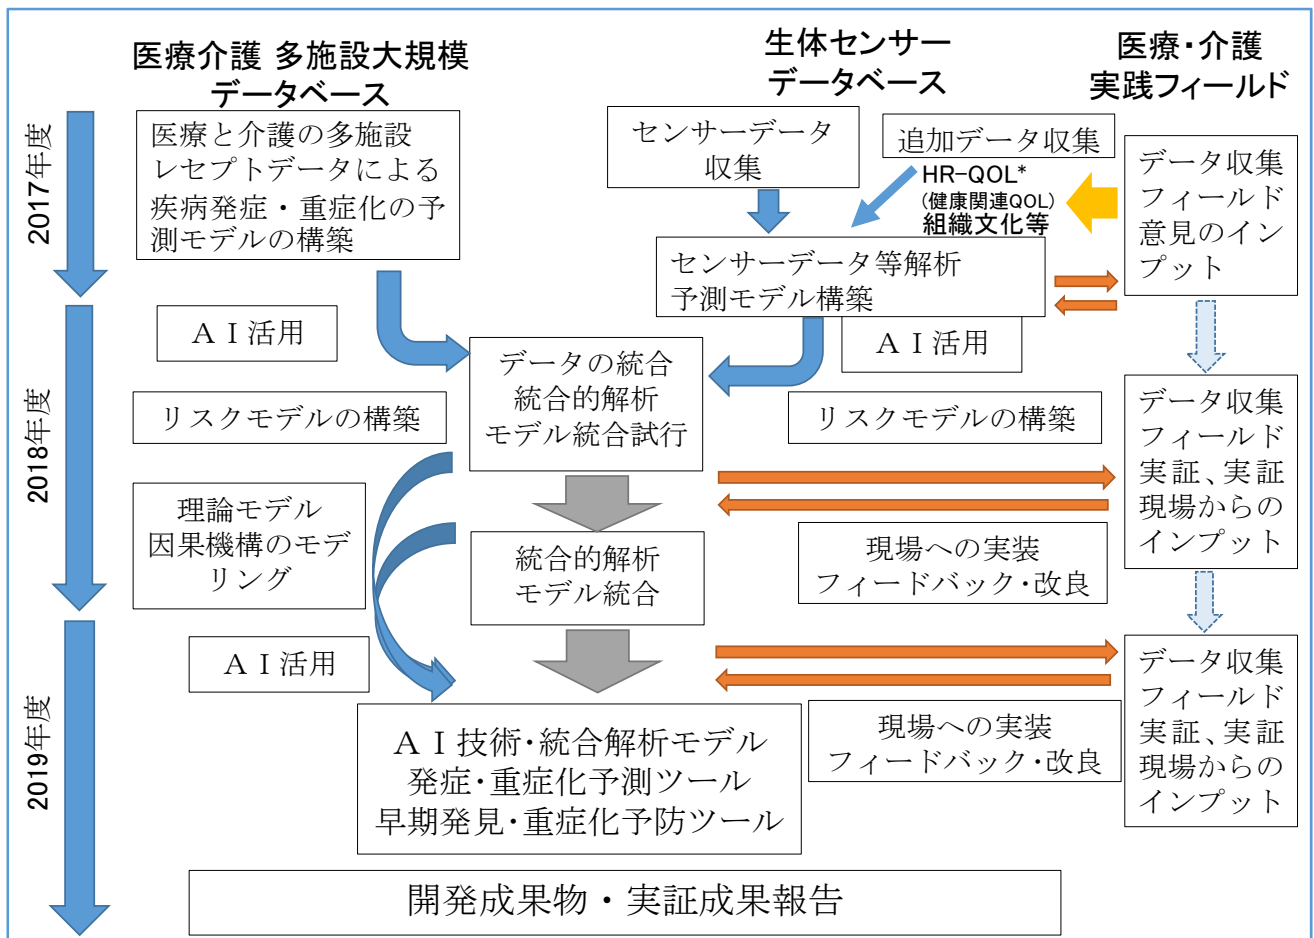 医療介護 多施設大規模
データベース
生体センサー
データベース
医療・介護
実践フィールド
2017年度
医療と介護の多施設
レセプトデータによる
疾病発症・重症化の予
測モデルの構築
センサーデータ
収集
追加データ収集
HR-QOL*
(健康関連QOL)
組織文化等
データ収集
フィールド
意見のイン
プット
センサーデータ等解析
予測モデル構築
2018年度
ＡＩ活用
データの統合
統合的解析
モデル統合試行
ＡＩ活用
リスクモデルの構築
リスクモデルの構築
データ収集
フィールド
実証、実証
現場からの
インプット
理論モデル
因果機構のモデ
リング
統合的解析
モデル統合
現場への実装
フィードバック・改良
2019年度
ＡＩ活用
ＡＩ技術・統合解析モデル
発症・重症化予測ツール
早期発見・重症化予防ツール
現場への実装
フィードバック・改良
データ収集
フィールド
実証、実証
現場からの
インプット
開発成果物・実証成果報告